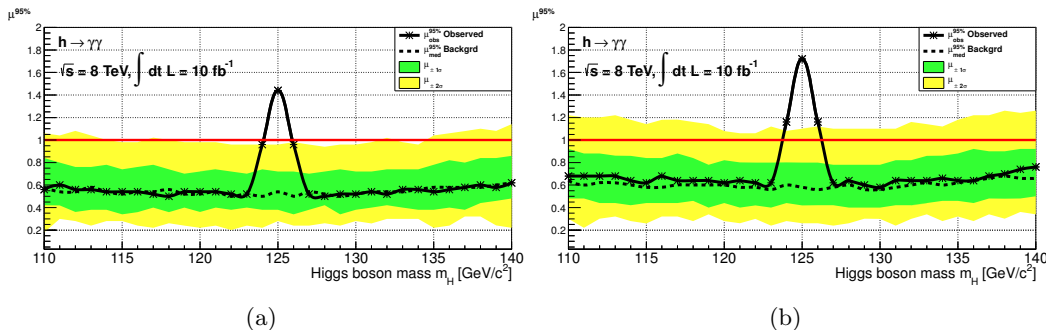 μ^95%
2
1.8
1.6
1.4
1.2
1
0.8
0.6
0.4
0.2
h → γγ
√s = 8 TeV, ∫ dt L = 10 fb^-1
μ^95%_obs Observed
μ^95%_med Backgrd
μ_± 1σ
μ_± 2σ
110 115 120 125 130 135 140
Higgs boson mass m_H [GeV/c^2]
(a)
μ^95%
2
1.8
1.6
1.4
1.2
1
0.8
0.6
0.4
0.2
h → γγ
√s = 8 TeV, ∫ dt L = 10 fb^-1
μ^95%_obs Observed
μ^95%_med Backgrd
μ_± 1σ
μ_± 2σ
110 115 120 125 130 135 140
Higgs boson mass m_H [GeV/c^2]
(b)